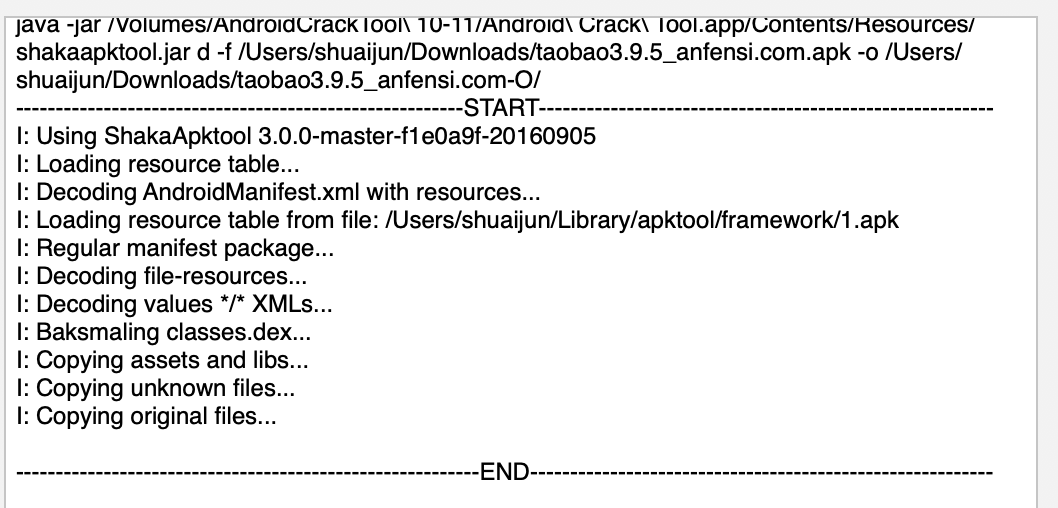 java -jar /Volumes/AndroidCrackTool\ 10-11/Android\ Crack\ Tool.app/Contents/Resources/
shakaapktool.jar d -f /Users/shuaijun/Downloads/taobao3.9.5_anfensi.com.apk -o /Users/
shuaijun/Downloads/taobao3.9.5_anfensi.com-O/
----------------------------------------------------------START----------------------------------------------------------
I: Using ShakaApktool 3.0.0-master-f1e0a9f-20160905
I: Loading resource table...
I: Decoding AndroidManifest.xml with resources...
I: Loading resource table from file: /Users/shuaijun/Library/apktool/framework/1.apk
I: Regular manifest package...
I: Decoding file-resources...
I: Decoding values */* XMLs...
I: Baksmaling classes.dex...
I: Copying assets and libs...
I: Copying unknown files...
I: Copying original files...
------------------------------------------------------------END-----------------------------------------------------------